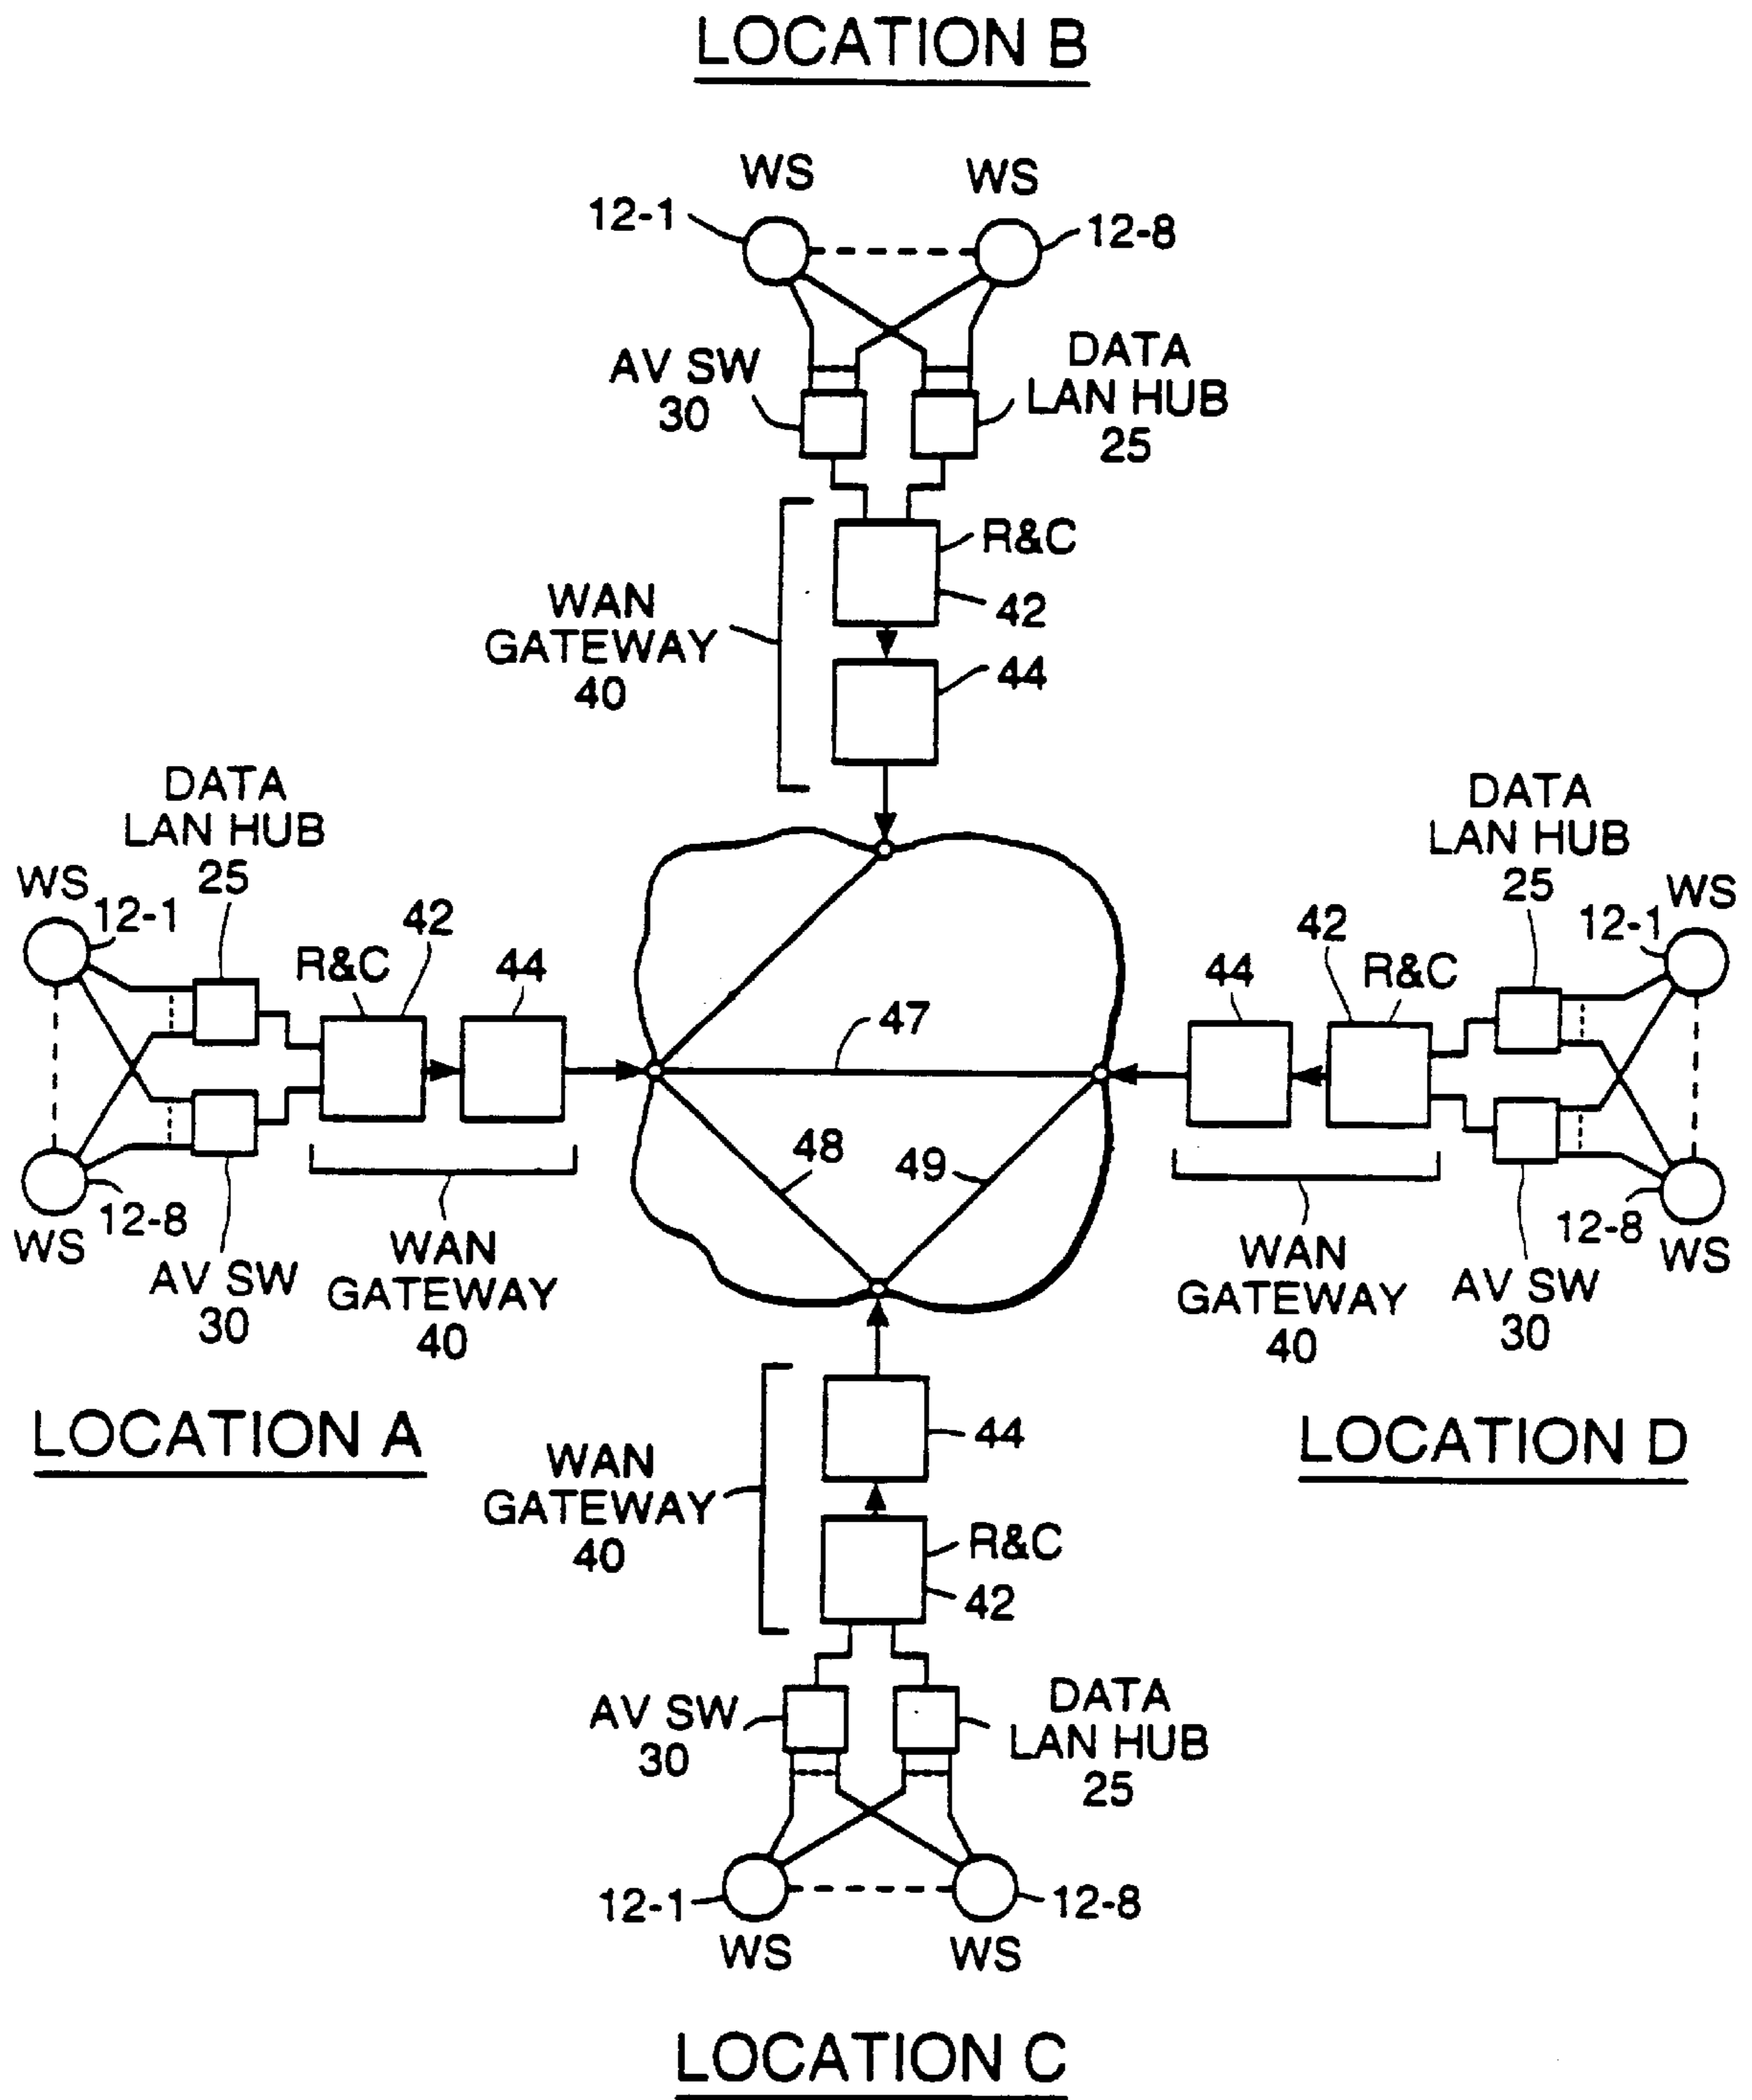 LOCATION B
WS
WS
12-1
12-8
AV SW
30
DATA
LAN HUB
25
R&C
42
WAN
GATEWAY
40
44
DATA
LAN HUB
25
WS
12-1
42
R&C
44
12-8
WS
AV SW
30
WAN
GATEWAY
40
LOCATION A
47
48
49
DATA
LAN HUB
25
WS
12-1
42
R&C
44
12-8
WS
WAN
GATEWAY
40
AV SW
30
LOCATION D
44
WAN
GATEWAY
40
R&C
42
AV SW
30
DATA
LAN HUB
25
12-1
12-8
WS
WS
LOCATION C